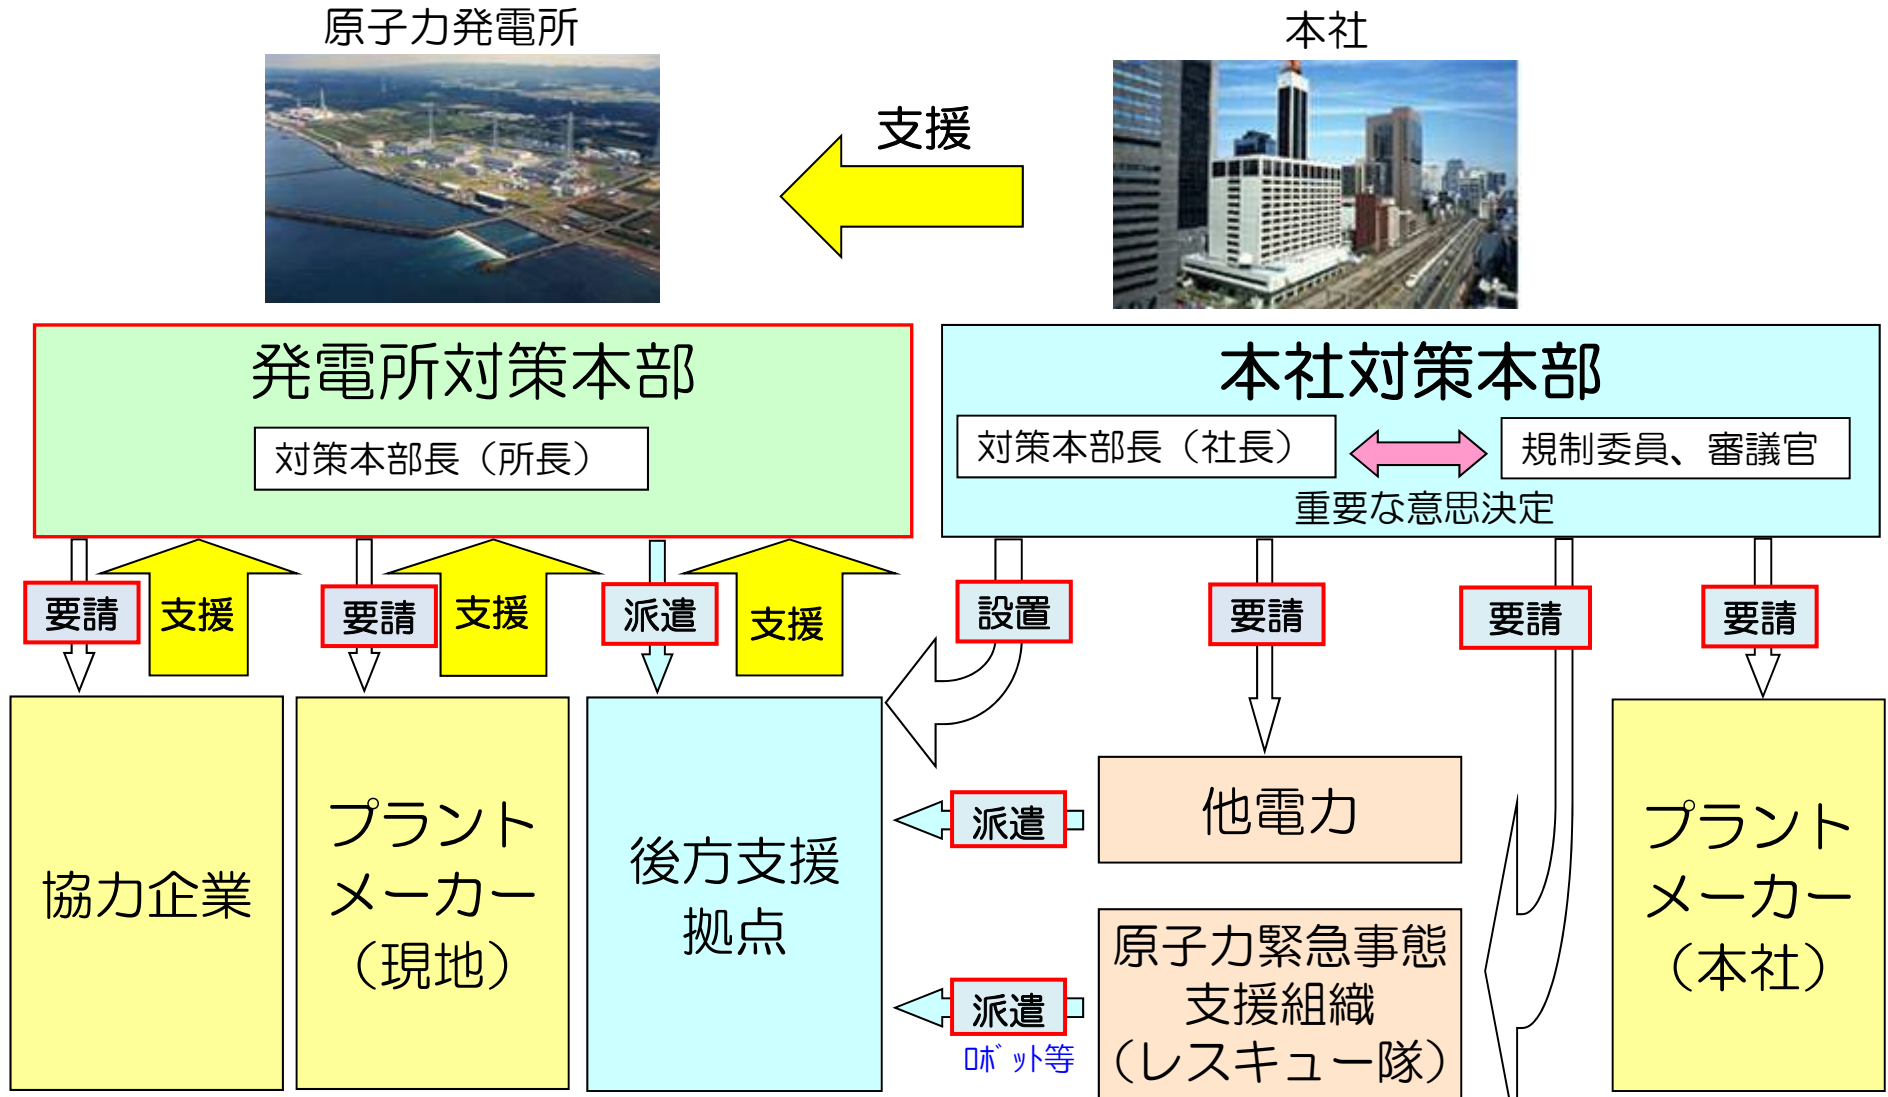 原子力発電所
本社
支援
発電所対策本部
対策本部長（所長）
本社対策本部
対策本部長（社長）
規制委員、審議官
重要な意思決定
要請
支援
要請
支援
派遣
支援
設置
要請
要請
要請
協力企業
プラント
メーカー
（現地）
後方支援
拠点
派遣
他電力
派遣
ﾛﾎﾞｯﾄ等
原子力緊急事態
支援組織
（レスキュー隊）
プラント
メーカー
（本社）